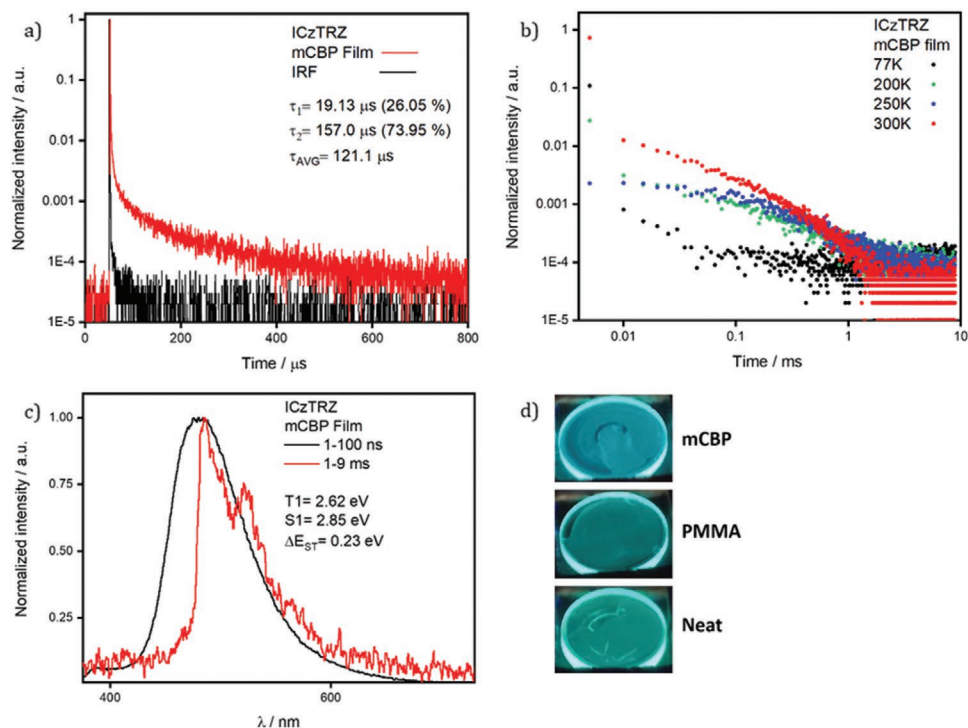 a)
Normalized intensity / a.u.
1
0.1
0.01
0.001
1E-4
1E-5
0 200 400 600 800
Time / μs
ICzTRZ
mCBP Film
IRF
τ1= 19.13 μs (26.05 %)
τ2= 157.0 μs (73.95 %)
τAVG= 121.1 μs
b)
Normalized intensity / a.u.
1
0.1
0.01
0.001
1E-4
1E-5
0.01 0.1 1 10
Time / ms
ICzTRZ
mCBP film
77K
200K
250K
300K
c)
Normalized intensity / a.u.
1.00
0.75
0.50
0.25
400 600
λ / nm
ICzTRZ
mCBP Film
1-100 ns
1-9 ms
T1= 2.62 eV
S1= 2.85 eV
ΔEST= 0.23 eV
d)
mCBP
PMMA
Neat